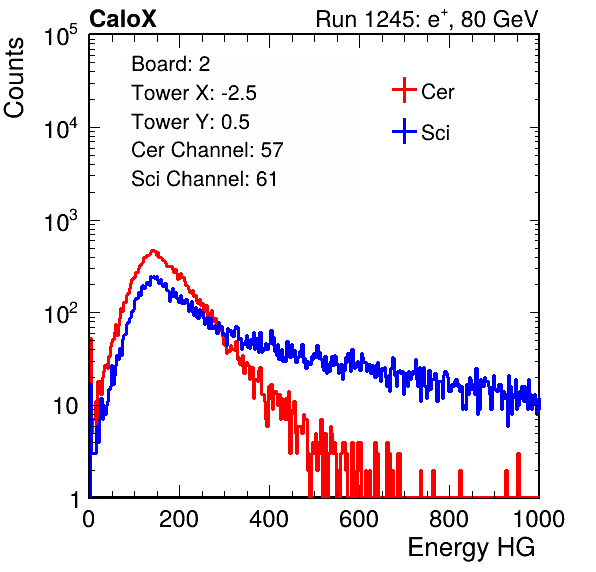 CaloX Run 1245: e⁺, 80 GeV
Counts
Board: 2
Tower X: -2.5
Tower Y: 0.5
Cer Channel: 57
Sci Channel: 61
Cer
Sci
10⁵
10⁴
10³
10²
10
1
0 200 400 600 800 1000
Energy HG